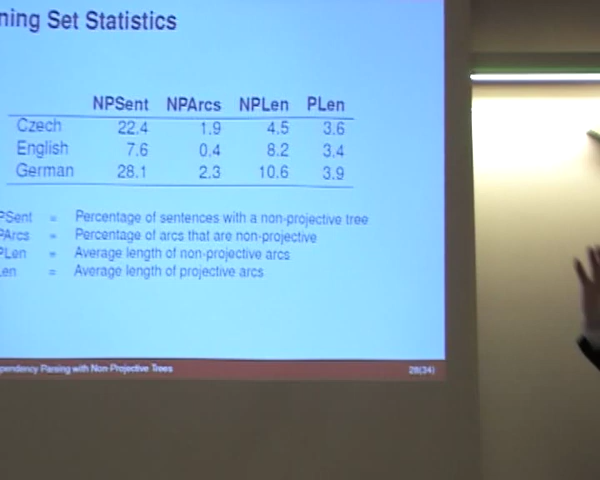 ning Set Statistics
NPSent NPArcs NPLen PLen
Czech 22.4 1.9 4.5 3.6
English 7.6 0.4 8.2 3.4
German 28.1 2.3 10.6 3.9
PSent = Percentage of sentences with a non-projective tree
PArcs = Percentage of arcs that are non-projective
PLen = Average length of non-projective arcs
Len = Average length of projective arcs
pendency Parsing with Non-Projective Trees 28(34)